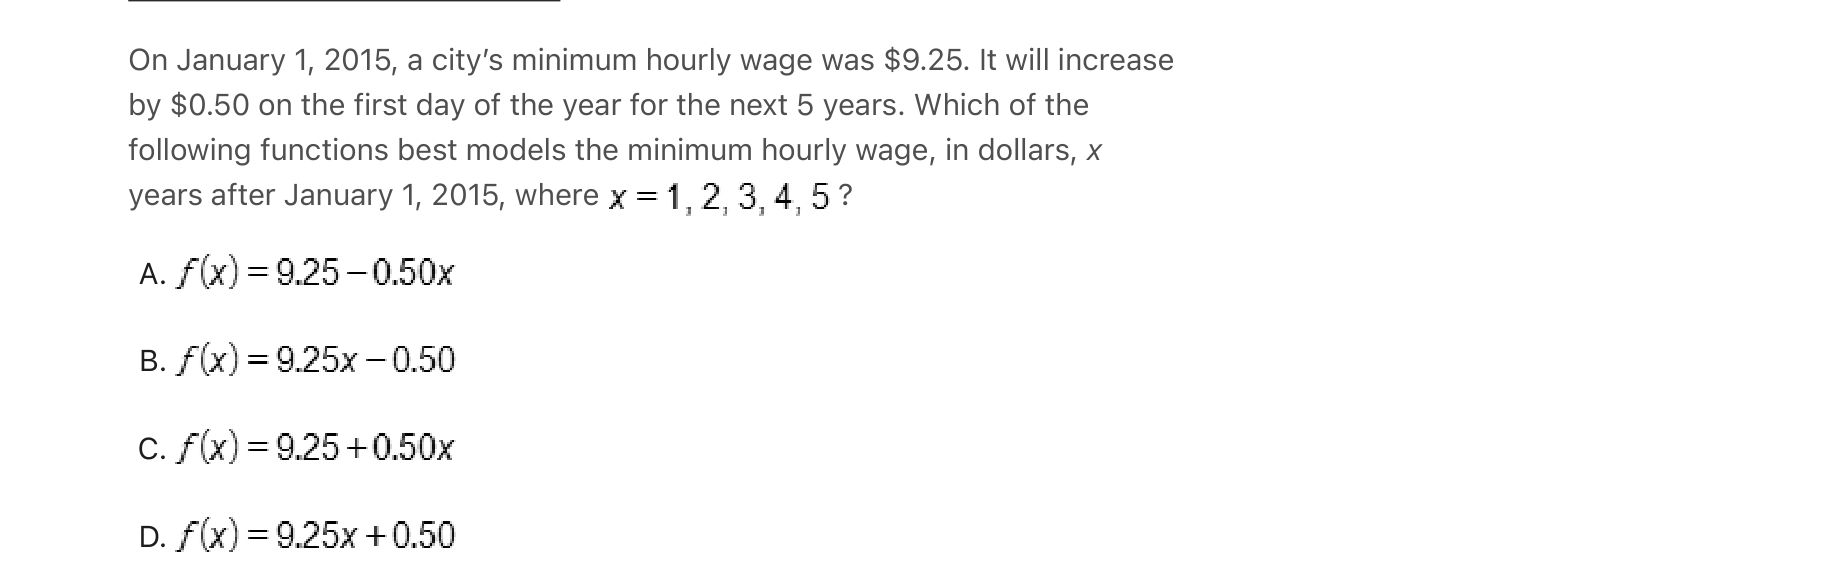 On January 1, 2015, a city's minimum hourly wage was $9.25. It will increase
by $0.50 on the first day of the year for the next 5 years. Which of the
following functions best models the minimum hourly wage, in dollars, x
years after January 1, 2015, where x = 1, 2, 3, 4, 5 ?
A. f(x) = 9.25 – 0.50x
B. f(x) = 9.25x – 0.50
C. f(x) = 9.25 + 0.50x
D. f(x) = 9.25x + 0.50